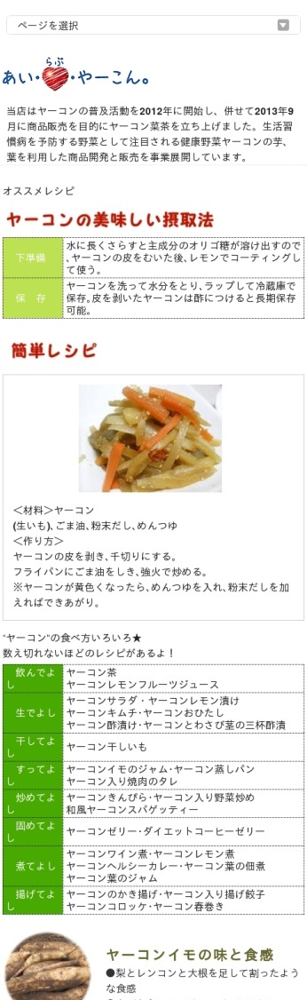 ページを選択
らぶ
あい・・やーこん。
当店はヤーコンの普及活動を2012年に開始し、併せて2013年9
月に商品販売を目的にヤーコン菜茶を立ち上げました。生活習
慣病を予防する野菜として注目される健康野菜ヤーコンの芋、
葉を利用した商品開発と販売を事業展開しています。
オススメレシピ
ヤーコンの美味しい摂取法
下準備
水に長くさらすと主成分のオリゴ糖が溶け出すので
、ヤーコンの皮をむいた後、レモンでコーティングし
て使う。
保　存
ヤーコンを洗って水分をとり、ラップして冷蔵庫で
保存。皮を剥いたヤーコンは酢につけると長期保存
可能。
簡単レシピ
＜材料＞ヤーコン
(生いも)、ごま油、粉末だし、めんつゆ
＜作り方＞
ヤーコンの皮を剥き、千切りにする。
フライパンにごま油をしき、強火で炒める。
※ヤーコンが黄色くなったら、めんつゆを入れ、粉末だしを加
えればできあがり。
“ヤーコン”の食べ方いろいろ★
数え切れないほどのレシピがあるよ！
飲んでよ
し
ヤーコン茶
ヤーコンレモンフルーツジュース
生でよし
ヤーコンサラダ・ヤーコンレモン漬け
ヤーコンキムチ・ヤーコンおひたし
ヤーコン酢漬け・ヤーコンとわさび茎の三杯酢漬
干してよ
し
ヤーコン干しいも
すってよ
し
ヤーコンイモのジャム・ヤーコン蒸しパン
ヤーコン入り焼肉のタレ
炒めてよ
し
ヤーコンきんぴら・ヤーコン入り野菜炒め
和風ヤーコンスパゲッティー
固めてよ
し
ヤーコンゼリー・ダイエットコーヒーゼリー
煮てよし
ヤーコンワイン煮・ヤーコンレモン煮
ヤーコンヘルシーカレー・ヤーコン葉の佃煮
ヤーコン葉のジャム
揚げてよ
し
ヤーコンのかき揚げ・ヤーコン入り揚げ餃子
ヤーコンコロッケ・ヤーコン春巻き
ヤーコンイモの味と食感
●梨とレンコンと大根を足して割ったような食感